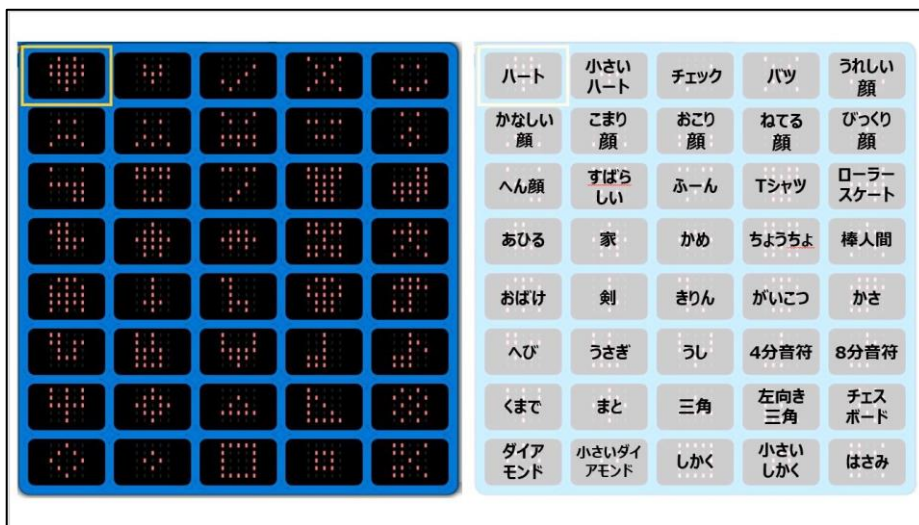 ハート
小さい
ハート
チェック
バツ
うれしい
顔
かなしい
顔
こまり
顔
おこり
顔
ねてる
顔
びっくり
顔
へん顔
すばら
しい
ふーん
Tシャツ
ローラー
スケート
あひる
家
かめ
ちょうちょ
棒人間
おばけ
剣
きりん
がいこつ
かさ
へび
うさぎ
うし
4分音符
8分音符
くまで
まと
三角
左向き
三角
チェス
ボード
ダイア
モンド
小さいダイ
アモンド
しかく
小さい
しかく
はさみ